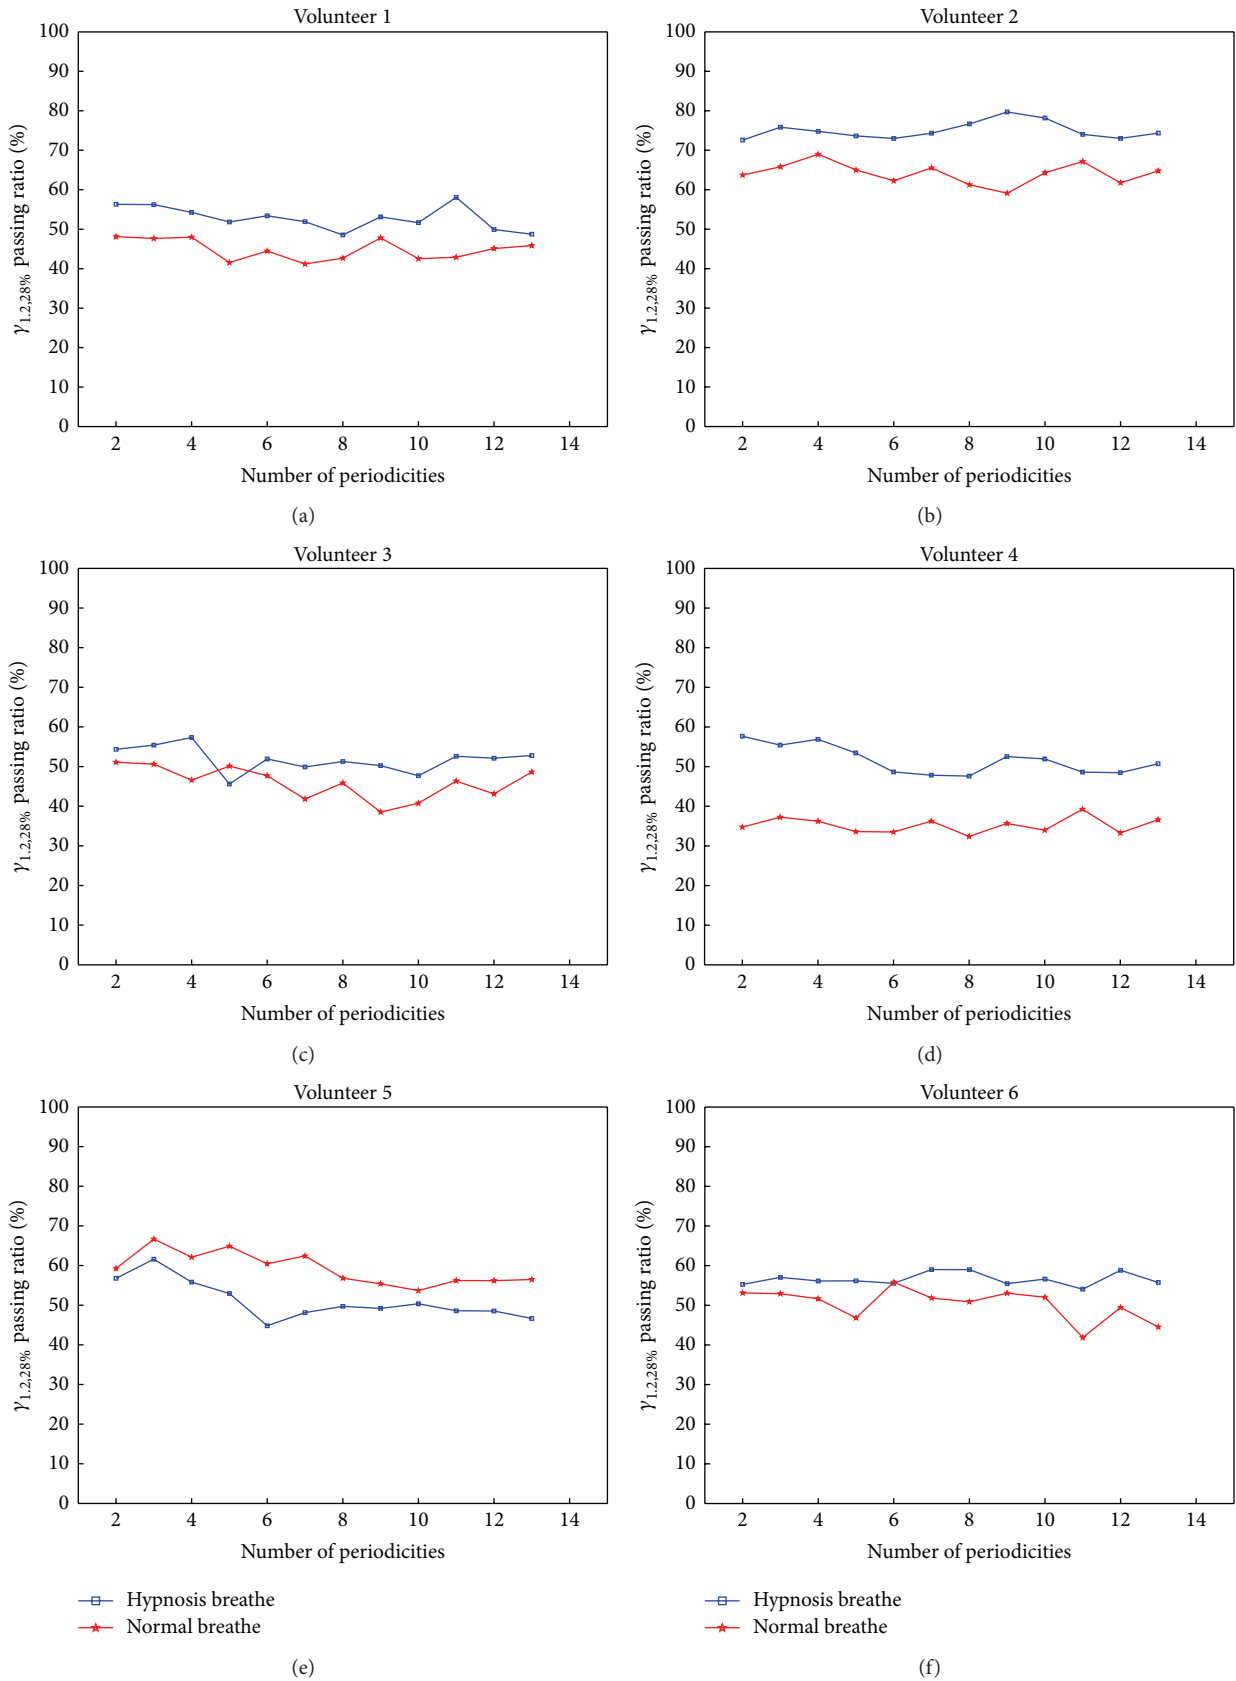 Volunteer 1
100
90
80
70
60
50
40
30
20
10
0
γ1.2,28% passing ratio (%)
2 4 6 8 10 12 14
Number of periodicities
(a)
Volunteer 2
100
90
80
70
60
50
40
30
20
10
0
γ1.2,28% passing ratio (%)
2 4 6 8 10 12 14
Number of periodicities
(b)
Volunteer 3
100
90
80
70
60
50
40
30
20
10
0
γ1.2,28% passing ratio (%)
2 4 6 8 10 12 14
Number of periodicities
(c)
Volunteer 4
100
90
80
70
60
50
40
30
20
10
0
γ1.2,28% passing ratio (%)
2 4 6 8 10 12 14
Number of periodicities
(d)
Volunteer 5
100
90
80
70
60
50
40
30
20
10
0
γ1.2,28% passing ratio (%)
2 4 6 8 10 12 14
Number of periodicities
Hypnosis breathe
Normal breathe
(e)
Volunteer 6
100
90
80
70
60
50
40
30
20
10
0
γ1.2,28% passing ratio (%)
2 4 6 8 10 12 14
Number of periodicities
Hypnosis breathe
Normal breathe
(f)